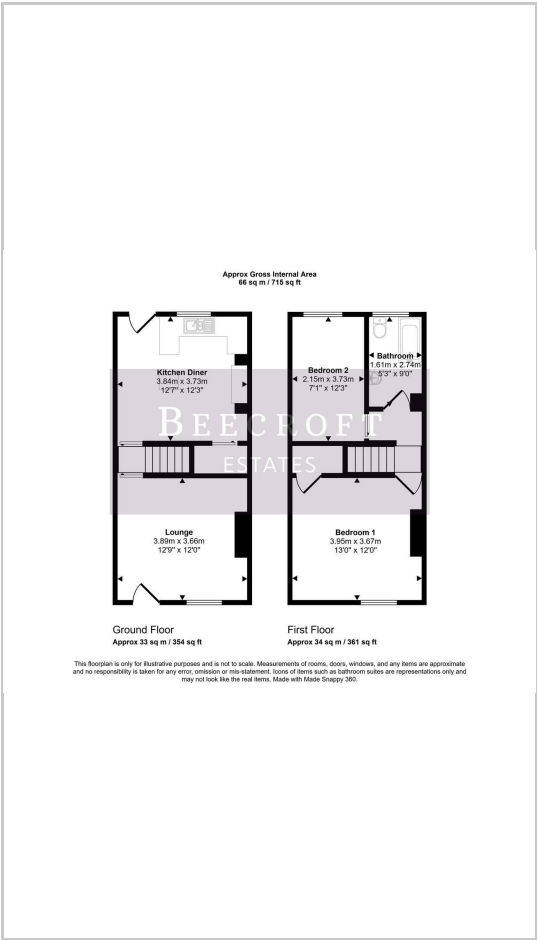 Approx Gross Internal Area
66 sq m / 715 sq ft
Kitchen Diner
3.84m x 3.73m
12'7" x 12'3"
Bedroom 2
2.15m x 3.73m
7'1" x 12'3"
Bathroom
1.61m x 2.74m
5'3" x 9'0"
BEECROFT
ESTATES
Lounge
3.89m x 3.66m
12'9" x 12'0"
Bedroom 1
3.95m x 3.67m
13'0" x 12'0"
Ground Floor
Approx 33 sq m / 354 sq ft
First Floor
Approx 34 sq m / 361 sq ft
This floorplan is only for illustrative purposes and is not to scale. Measurements of rooms, doors, windows, and any items are approximate
and no responsibility is taken for any error, omission or mis-statement. Icons of items such as bathroom suites are representations only and
may not look like the real items. Made with Made Snappy 360.